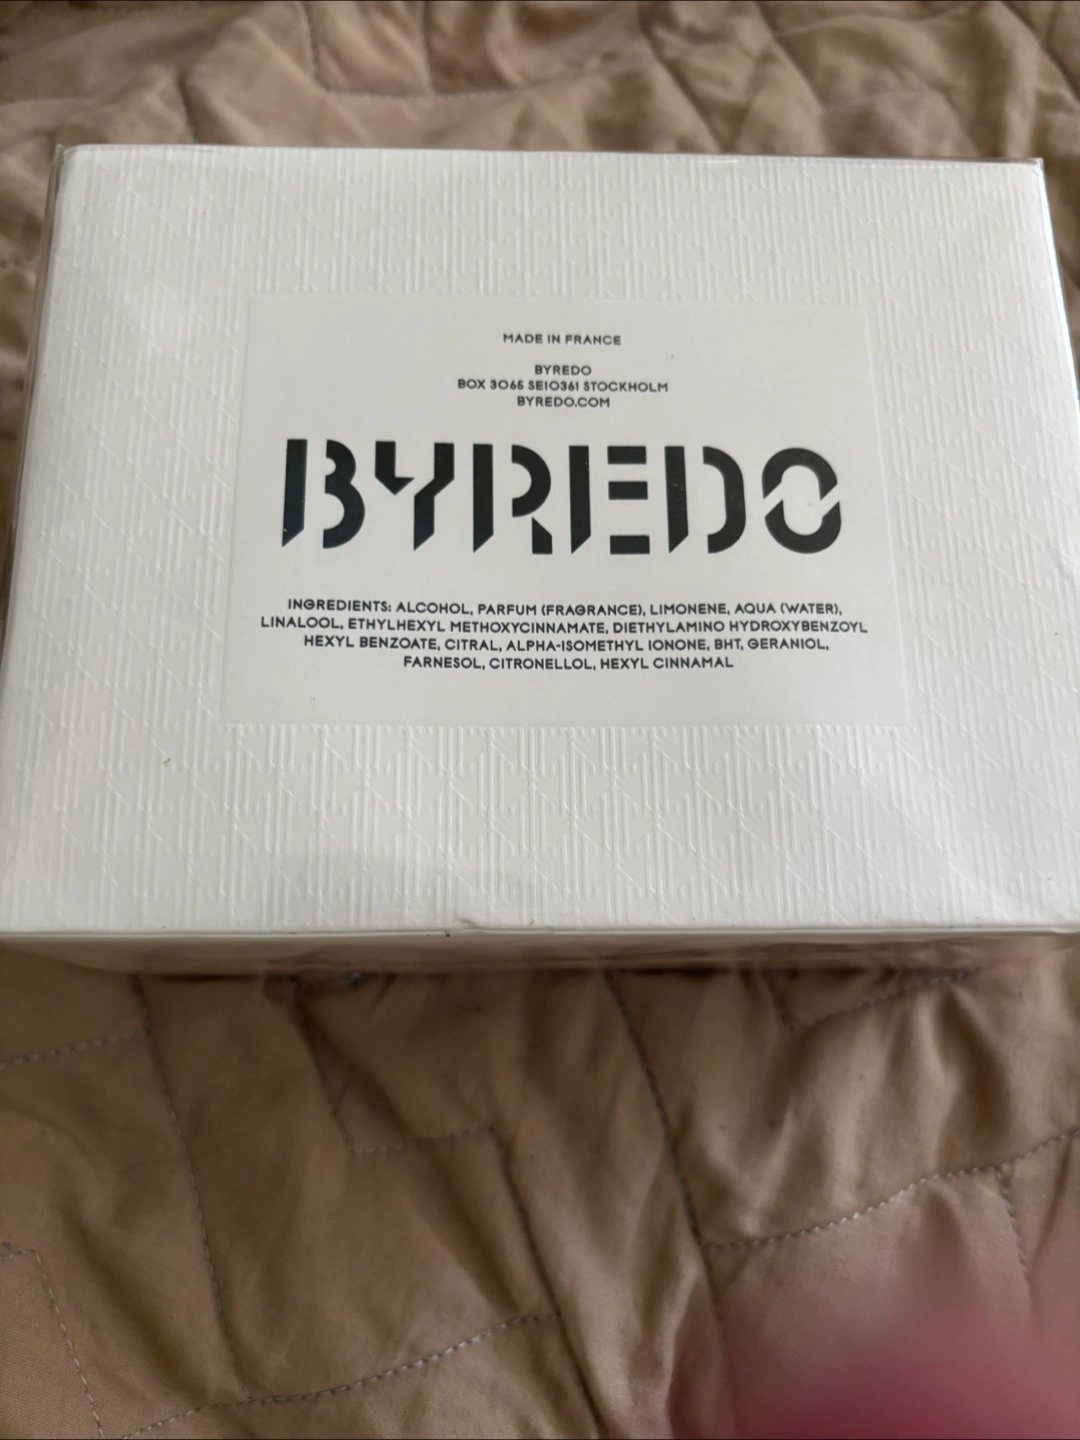 MADE IN FRANCE
BYREDO
BOX 3065 SE10361 STOCKHOLM
BYREDO.COM
BYREDO
INGREDIENTS: ALCOHOL, PARFUM (FRAGRANCE), LIMONENE, AQUA (WATER),
LINALOOL, ETHYLHEXYL METHOXYCINNAMATE, DIETHYLAMINO HYDROXYBENZOYL
HEXYL BENZOATE, CITRAL, ALPHA-ISOMETHYL IONONE, BHT, GERANIOL,
FARNESOL, CITRONELLOL, HEXYL CINNAMAL